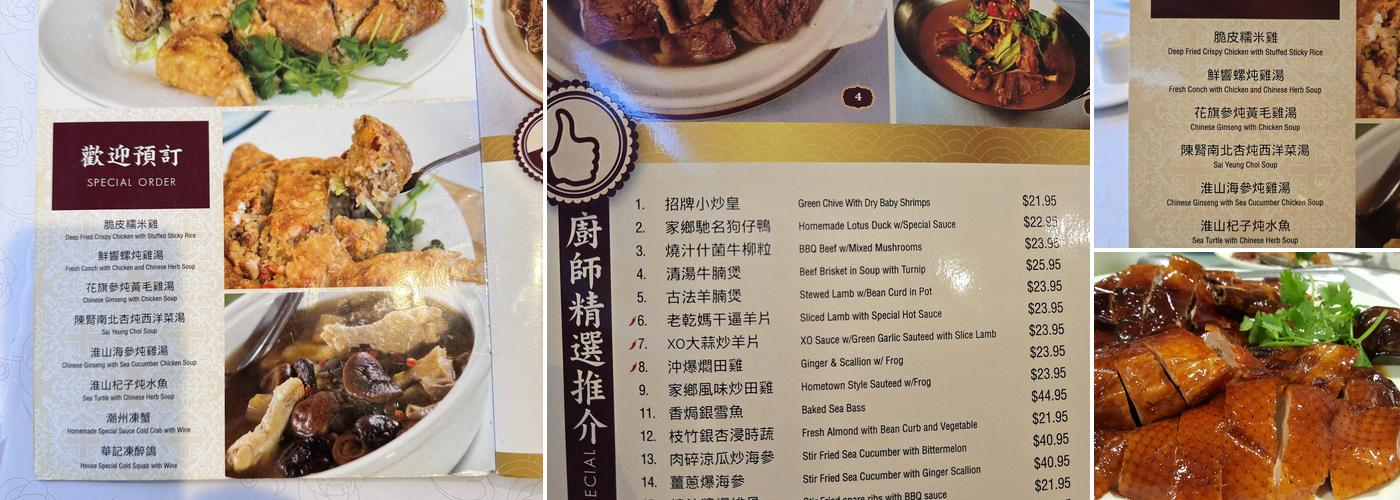 歡迎預訂
SPECIAL ORDER
脆皮糯米雞
Deep Fried Crispy Chicken with Stuffed Sticky Rice
鮮響螺炖雞湯
Fresh Conch with Chicken and Chinese Herb Soup
花旗參炖黃毛雞湯
Chinese Ginseng with Chicken Soup
陳腎南北杏炖西洋菜湯
Sai Yeung Choi Soup
淮山海參炖雞湯
Chinese Ginseng with Sea Cucumber Chicken Soup
淮山杞子炖水魚
Sea Turtle with Chinese Herb Soup
潮州凍蟹
Homemade Special Sauce Cold Crab with Wine
華記凍醉鴿
House Special Cold Squab with Wine
4
廚師精選推介
ECIAL
1. 招牌小炒皇 Green Chive With Dry Baby Shrimps $21.95
2. 家鄉馳名狗仔鴨 Homemade Lotus Duck w/Special Sauce $22.95
3. 燒汁什菌牛柳粒 BBQ Beef w/Mixed Mushrooms $23.95
4. 清湯牛腩煲 Beef Brisket in Soup with Turnip $25.95
5. 古法羊腩煲 Stewed Lamb w/Bean Curd in Pot $23.95
6. 老乾媽干逼羊片 Sliced Lamb with Special Hot Sauce $23.95
7. XO大蒜炒羊片 XO Sauce w/Green Garlic Sauteed with Slice Lamb $23.95
8. 沖爆燜田雞 Ginger & Scallion w/ Frog $23.95
9. 家鄉風味炒田雞 Hometown Style Sauteed w/Frog $23.95
11. 香焗銀雪魚 Baked Sea Bass $44.95
12. 枝竹銀杏浸時蔬 Fresh Almond with Bean Curb and Vegetable $21.95
13. 肉碎涼瓜炒海參 Stir Fried Sea Cucumber with Bittermelon $40.95
14. 薑蔥爆海參 Stir Fried Sea Cucumber with Ginger Scallion $40.95
Stir Fried spare ribs with BBQ sauce $21.95
脆皮糯米雞
Deep Fried Crispy Chicken with Stuffed Sticky Rice
鮮響螺炖雞湯
Fresh Conch with Chicken and Chinese Herb Soup
花旗參炖黃毛雞湯
Chinese Ginseng with Chicken Soup
陳腎南北杏炖西洋菜湯
Sai Yeung Choi Soup
淮山海參炖雞湯
Chinese Ginseng with Sea Cucumber Chicken Soup
淮山杞子炖水魚
Sea Turtle with Chinese Herb Soup